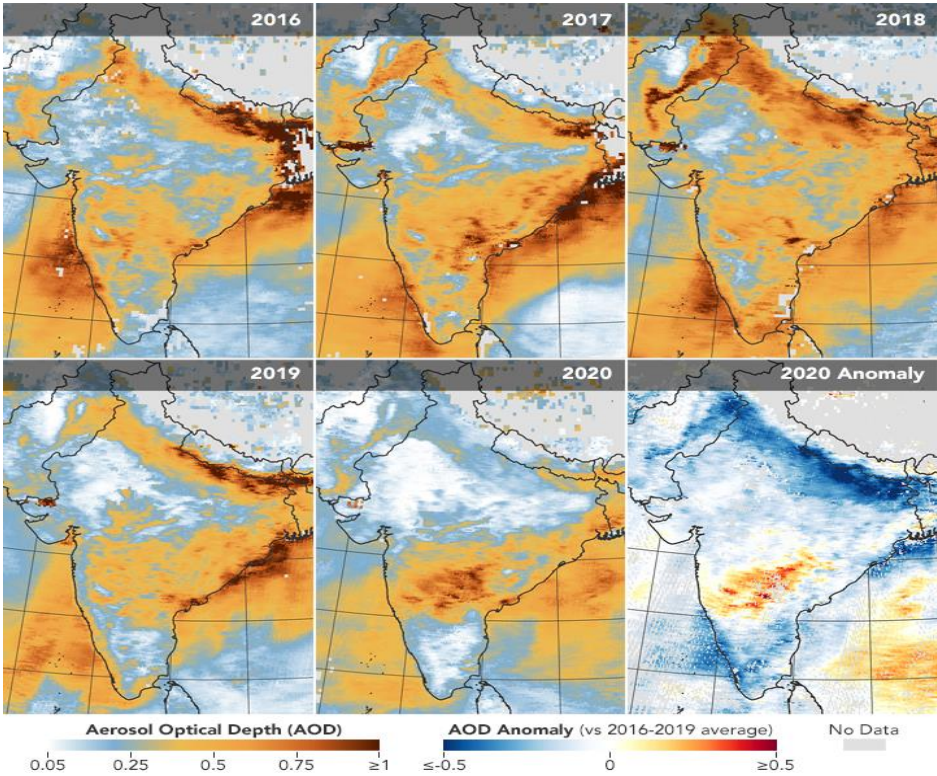 2016
2017
2018
2019
2020
2020 Anomaly
Aerosol Optical Depth (AOD)
0.05 0.25 0.5 0.75 ≥1
AOD Anomaly (vs 2016-2019 average)
≤-0.5 0 ≥0.5
No Data